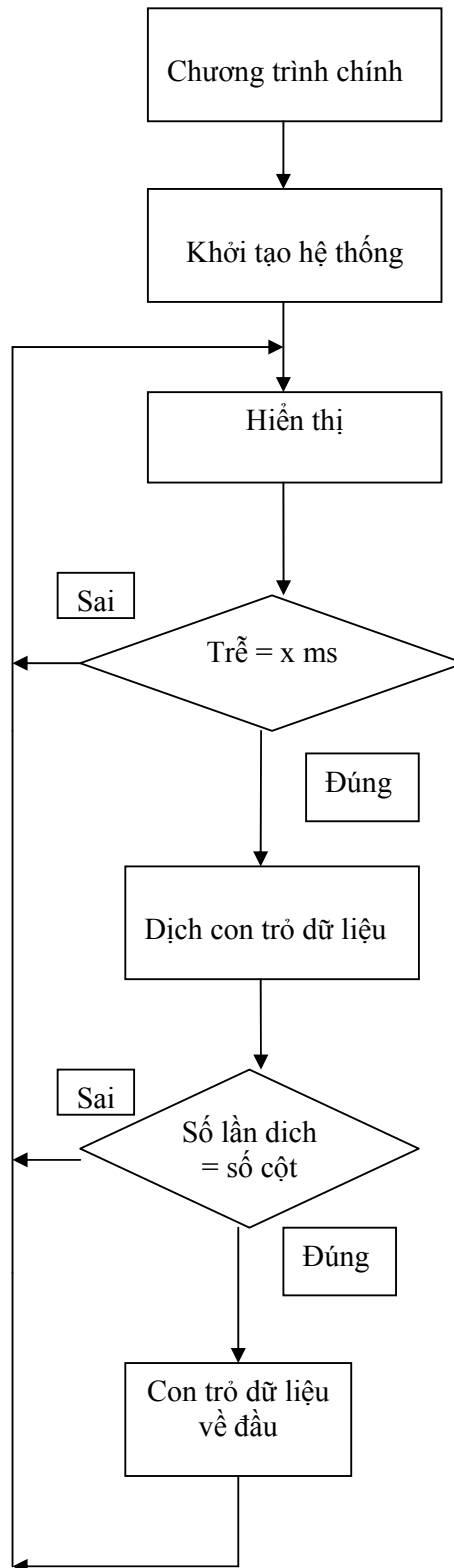 Chương trình chính
Khởi tạo hệ thống
Hiển thị
Sai
Trễ = x ms
Đúng
Dịch con trỏ dữ liệu
Sai
Số lần dich
= số cột
Đúng
Con trỏ dữ liệu
về đầu